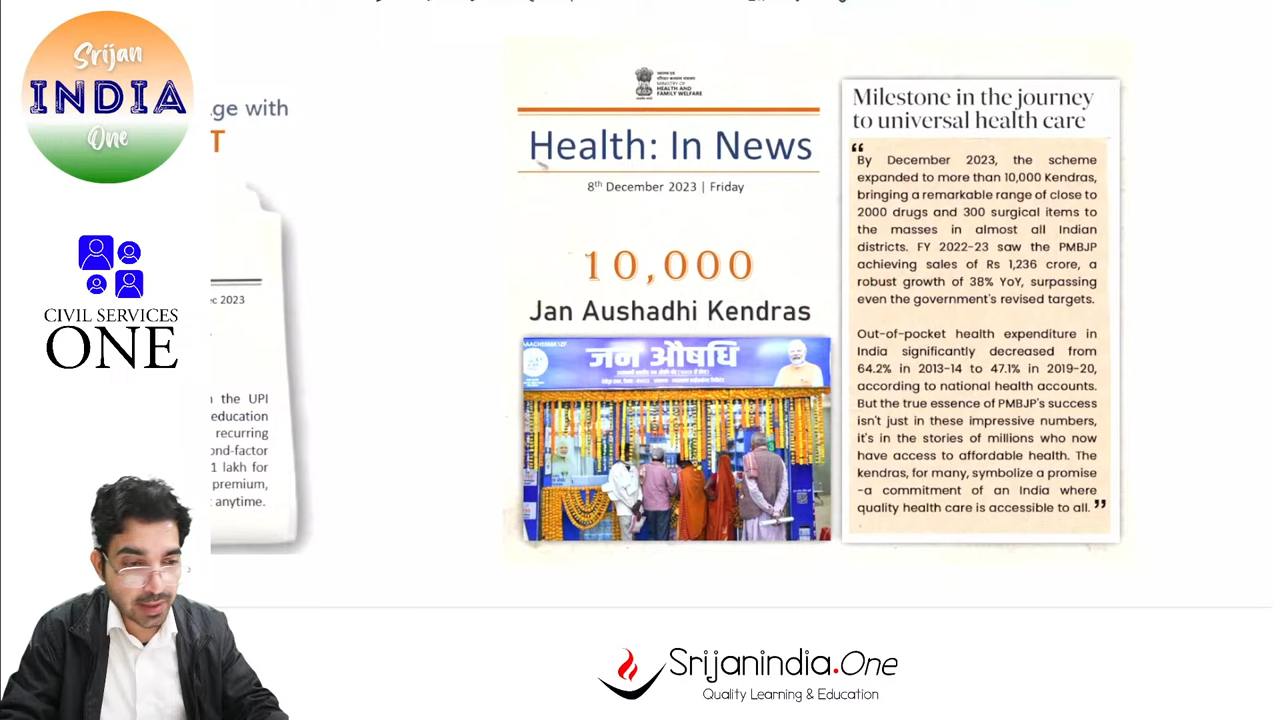 Srijan
INDIA
One
ge with
T
CIVIL SERVICES
ONE
ec 2023
the UPI
education
recurring
ond-factor
1 lakh for
premium,
anytime.
MINISTRY OF
HEALTH AND
FAMILY WELFARE
Health: In News
8th December 2023 | Friday
10,000
Jan Aushadhi Kendras
जन औषधि
Milestone in the journey
to universal health care
“
By December 2023, the scheme
expanded to more than 10,000 Kendras,
bringing a remarkable range of close to
2000 drugs and 300 surgical items to
the masses in almost all Indian
districts. FY 2022-23 saw the PMBJP
achieving sales of Rs 1,236 crore, a
robust growth of 38% YoY, surpassing
even the government's revised targets.
Out-of-pocket health expenditure in
India significantly decreased from
64.2% in 2013-14 to 47.1% in 2019-20,
according to national health accounts.
But the true essence of PMBJP's success
isn't just in these impressive numbers,
it's in the stories of millions who now
have access to affordable health. The
kendras, for many, symbolize a promise
-a commitment of an India where
quality health care is accessible to all. ”
Srijanindia.One
Quality Learning & Education